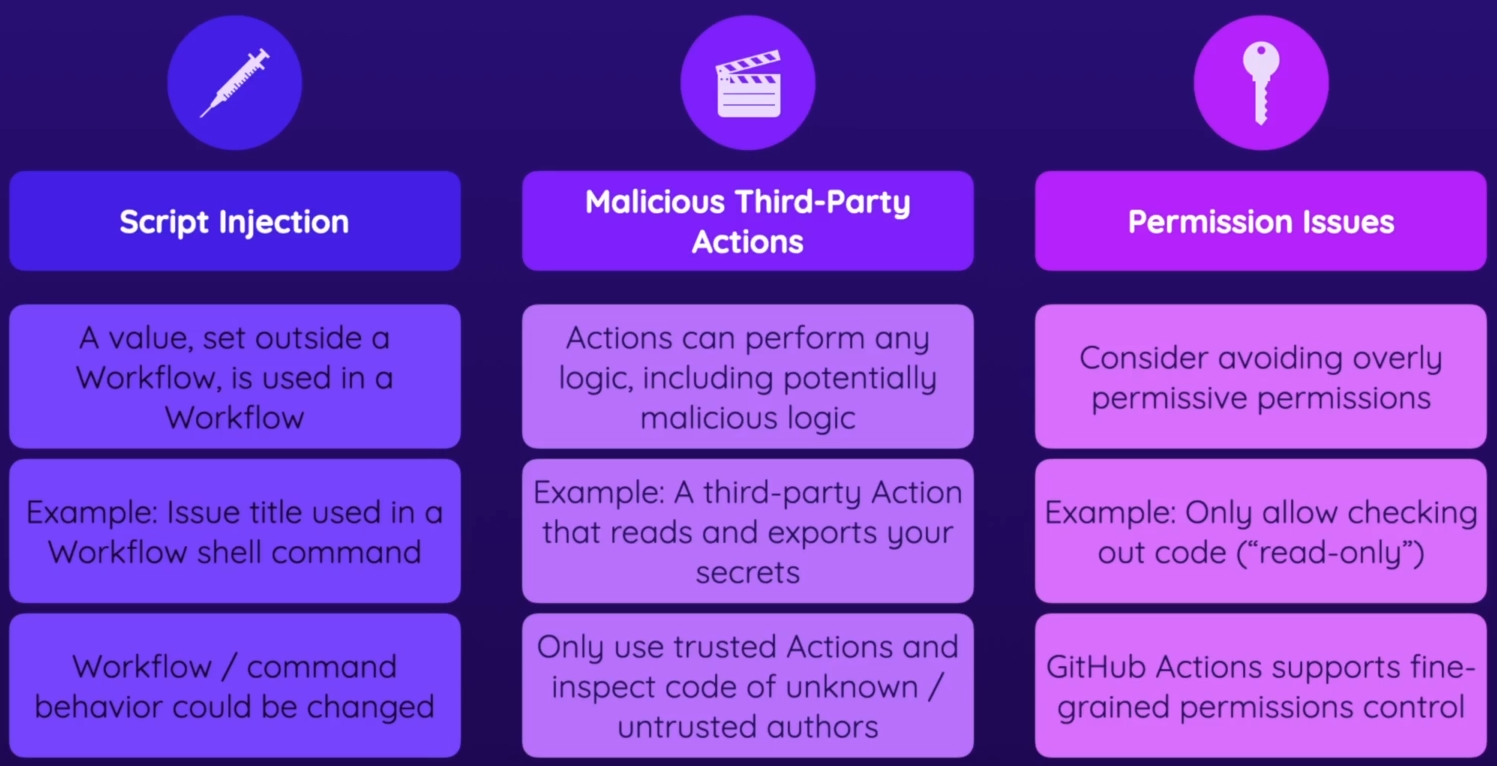 Script Injection
A value, set outside a
Workflow, is used in a
Workflow
Example: Issue title used in a
Workflow shell command
Workflow / command
behavior could be changed
Malicious Third-Party
Actions
Actions can perform any
logic, including potentially
malicious logic
Example: A third-party Action
that reads and exports your
secrets
Only use trusted Actions and
inspect code of unknown /
untrusted authors
Permission Issues
Consider avoiding overly
permissive permissions
Example: Only allow checking
out code (“read-only”)
GitHub Actions supports fine-
grained permissions control